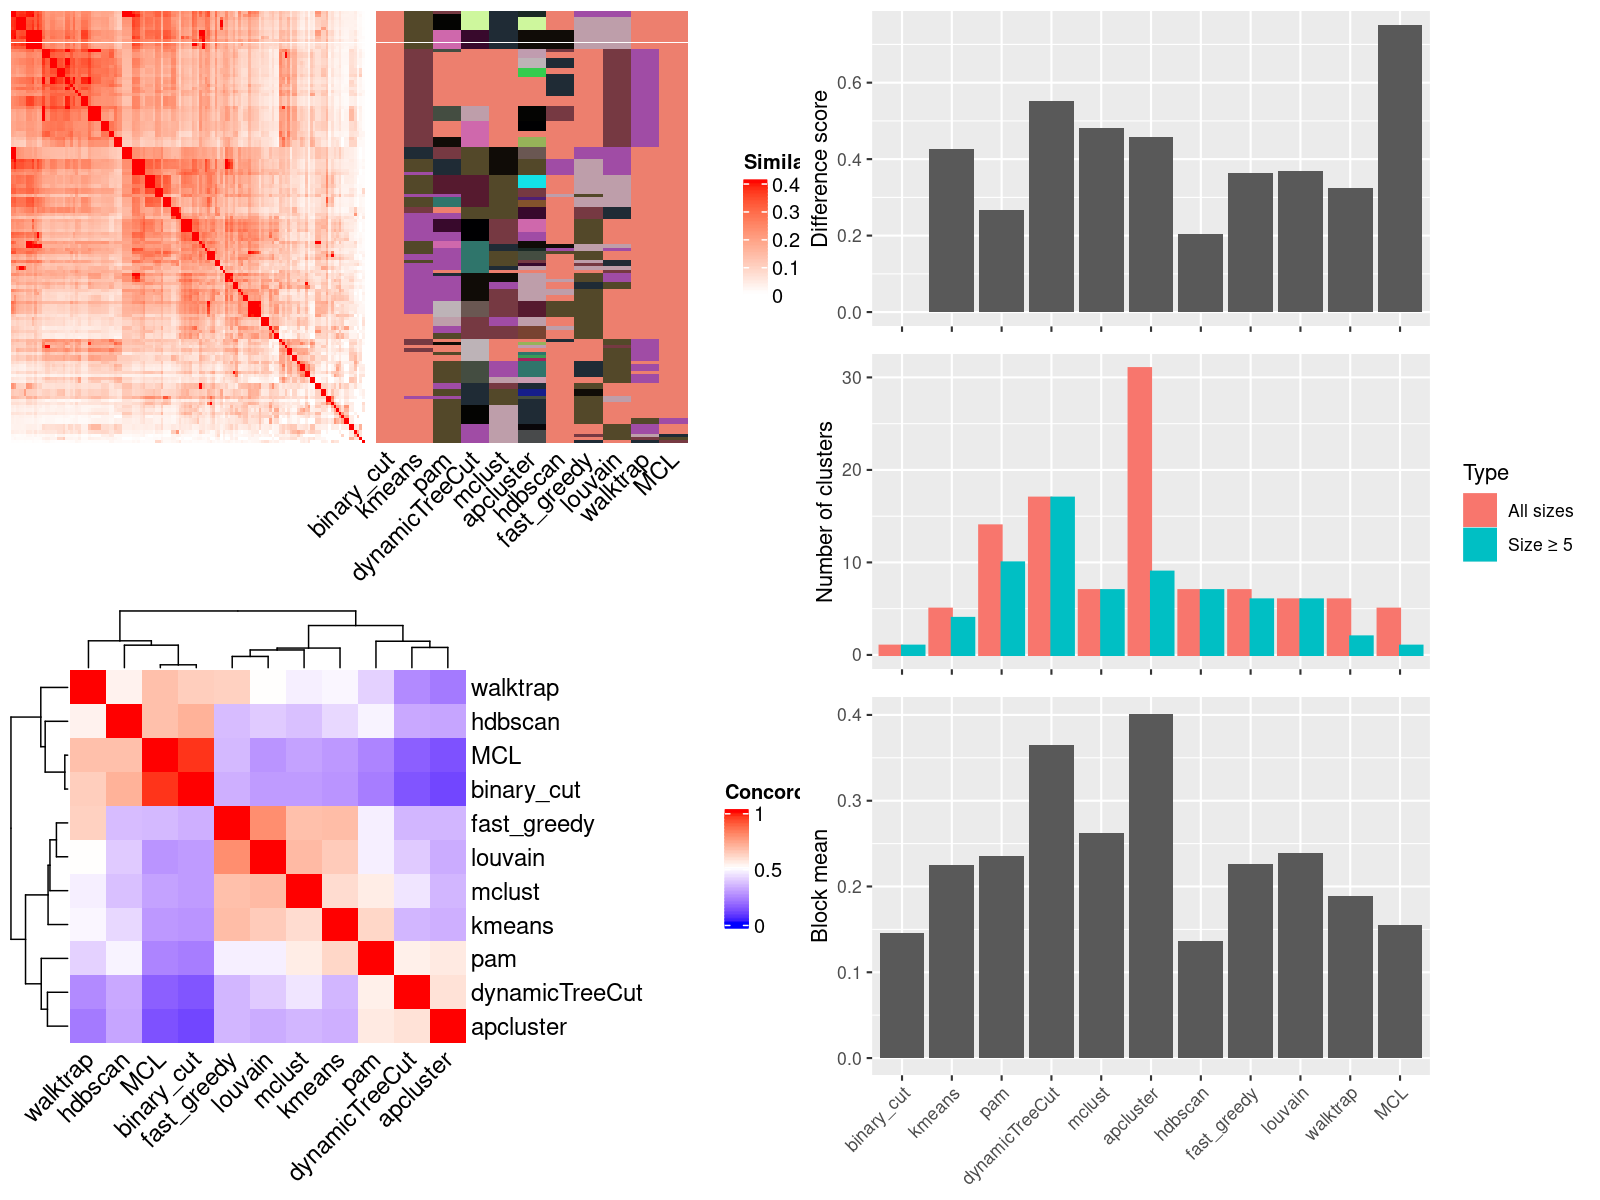 Simila
0.4
0.3
0.2
0.1
0
binary_cut
kmeans
pam
dynamicTreeCut
mclust
apcluster
hdbscan
fast_greedy
louvain
walktrap
MCL
Difference score
0.6
0.4
0.2
0.0
Number of clusters
30
20
10
0
Type
All sizes
Size ≥ 5
walktrap
hdbscan
MCL
binary_cut
fast_greedy
louvain
mclust
kmeans
pam
dynamicTreeCut
apcluster
walktrap
hdbscan
MCL
binary_cut
fast_greedy
louvain
mclust
kmeans
pam
dynamicTreeCut
apcluster
Concord
1
0.5
0
Block mean
0.4
0.3
0.2
0.1
0.0
binary_cut
kmeans
pam
dynamicTreeCut
mclust
apcluster
hdbscan
fast_greedy
louvain
walktrap
MCL